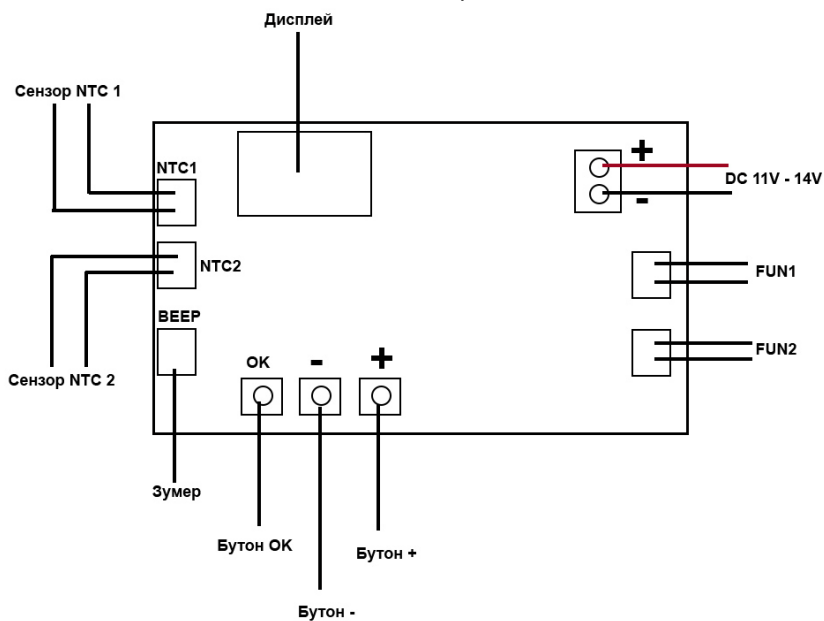 Дисплей
Сензор NTC 1
NTC1
+
DC 11V - 14V
-
NTC2
FUN1
BEEP
FUN2
OK - +
Сензор NTC 2
Зумер
Бутон OK
Бутон +
Бутон -